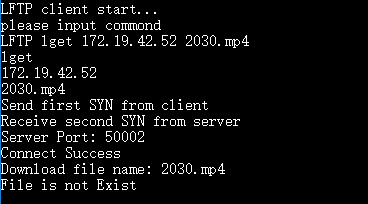 LFTP client start...
please input commond
LFTP lget 172.19.42.52 2030.mp4
lget
172.19.42.52
2030.mp4
Send first SYN from client
Receive second SYN from server
Server Port: 50002
Connect Success
Download file name: 2030.mp4
File is not Exist